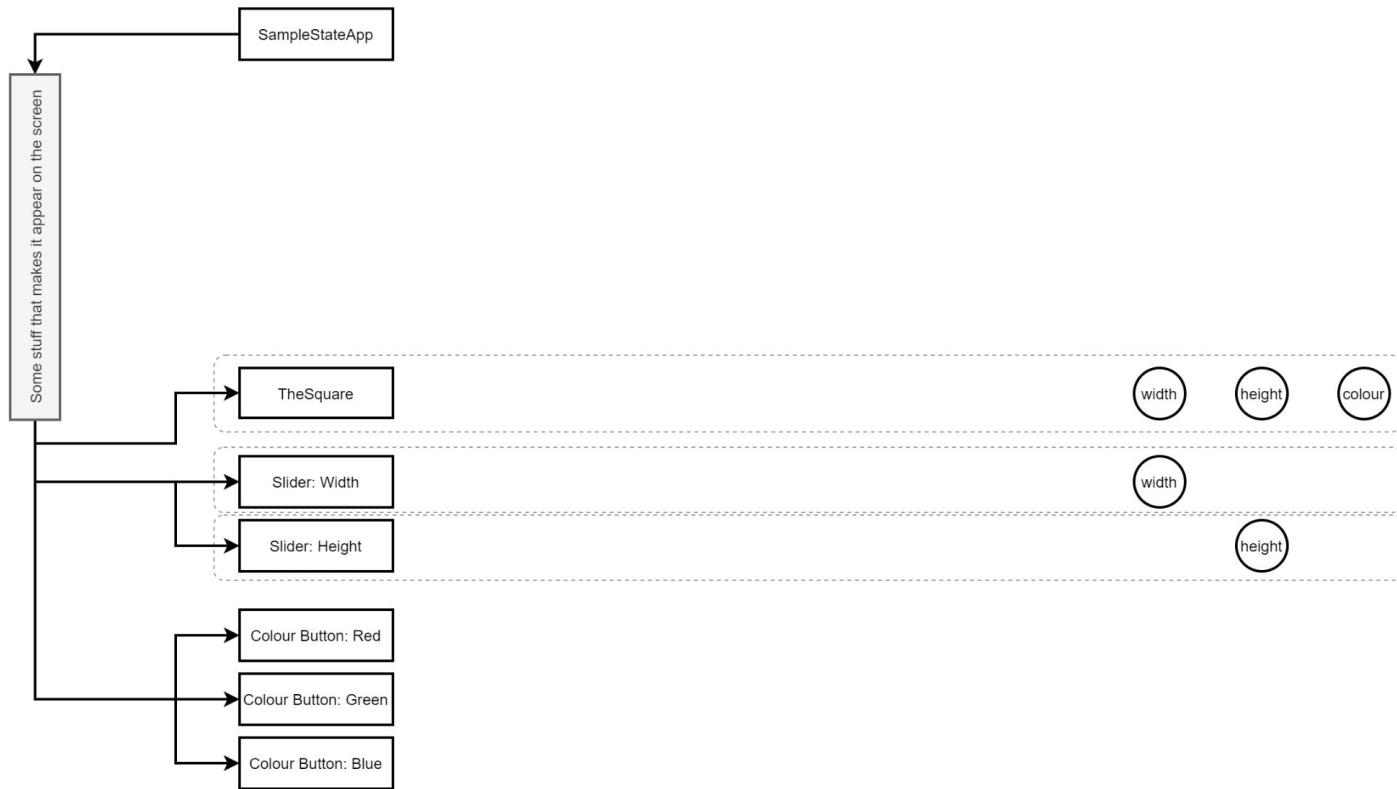 SampleStateApp
Some stuff that makes it appear on the screen
TheSquare
width
height
colour
Slider: Width
width
Slider: Height
height
Colour Button: Red
Colour Button: Green
Colour Button: Blue